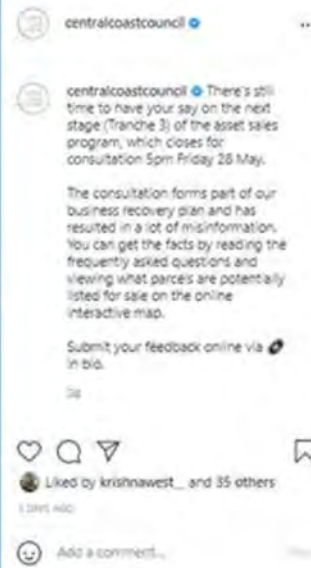 centralcoastcouncil
centralcoastcouncil There's still
time to have your say on the next
stage (Tranche 3) of the asset sales
program, which closes for
consultation 5pm Friday 28 May.
The consultation forms part of our
business recovery plan and has
resulted in a lot of misinformation.
You can get the facts by reading the
frequently asked questions and
viewing what parcels are potentially
listed for sale on the online
interactive map.
Submit your feedback online via 🔗
in bio.
Liked by krishnawest_ and 35 others
DAYS AGO
Add a comment...